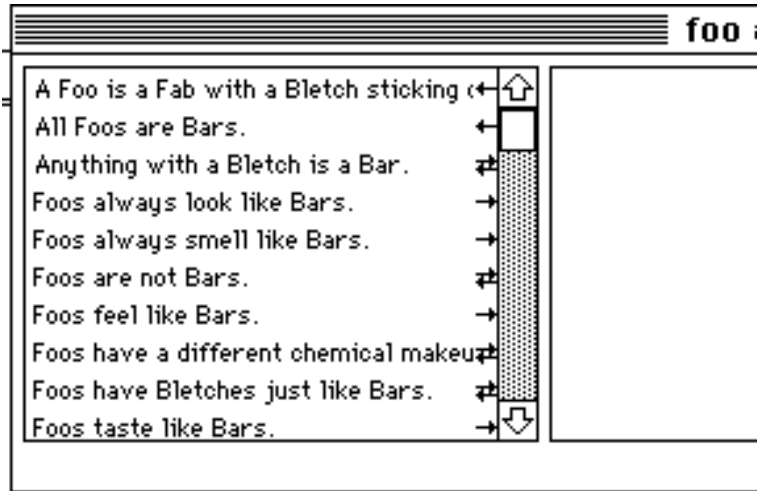 foo
A Foo is a Fab with a Bletch sticking
All Foos are Bars.
Anything with a Bletch is a Bar.
Foos always look like Bars.
Foos always smell like Bars.
Foos are not Bars.
Foos feel like Bars.
Foos have a different chemical makeu
Foos have Bletches just like Bars.
Foos taste like Bars.